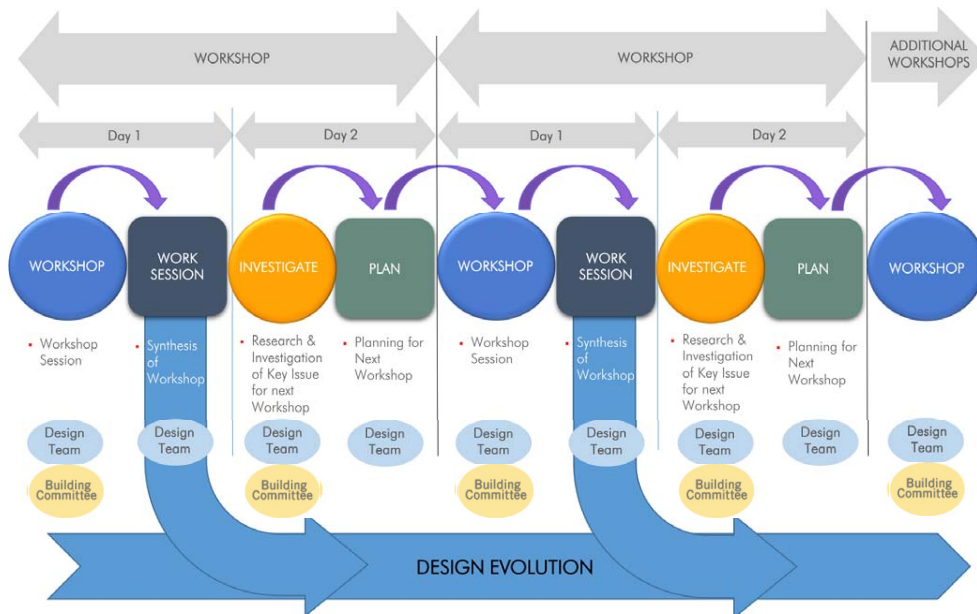 WORKSHOP
WORKSHOP
ADDITIONAL
WORKSHOPS
Day 1
Day 2
Day 1
Day 2
WORKSHOP
WORK
SESSION
INVESTIGATE
PLAN
WORKSHOP
WORK
SESSION
INVESTIGATE
PLAN
WORKSHOP
• Workshop
Session
• Synthesis
of
Workshop
• Research &
Investigation
of Key Issue
for next
Workshop
• Planning for
Next
Workshop
• Workshop
Session
• Synthesis
of
Workshop
• Research &
Investigation
of Key Issue
for next
Workshop
• Planning for
Next
Workshop
Design
Team
Design
Team
Design
Team
Design
Team
Design
Team
Design
Team
Design
Team
Design
Team
Design
Team
Building
Committee
Building
Committee
Building
Committee
Building
Committee
Building
Committee
DESIGN EVOLUTION